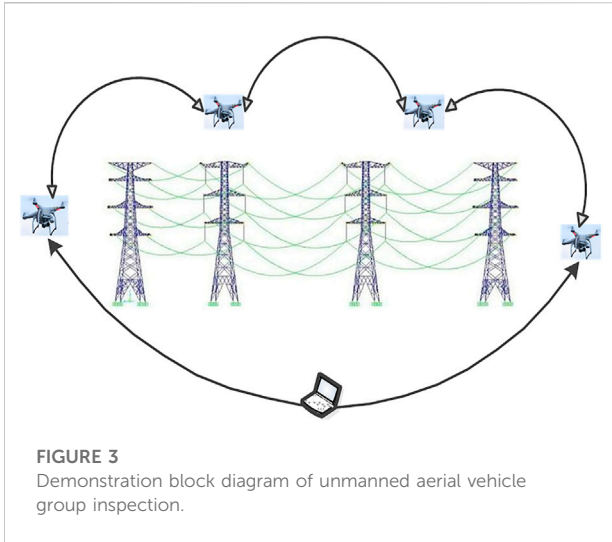 FIGURE 3
Demonstration block diagram of unmanned aerial vehicle
group inspection.